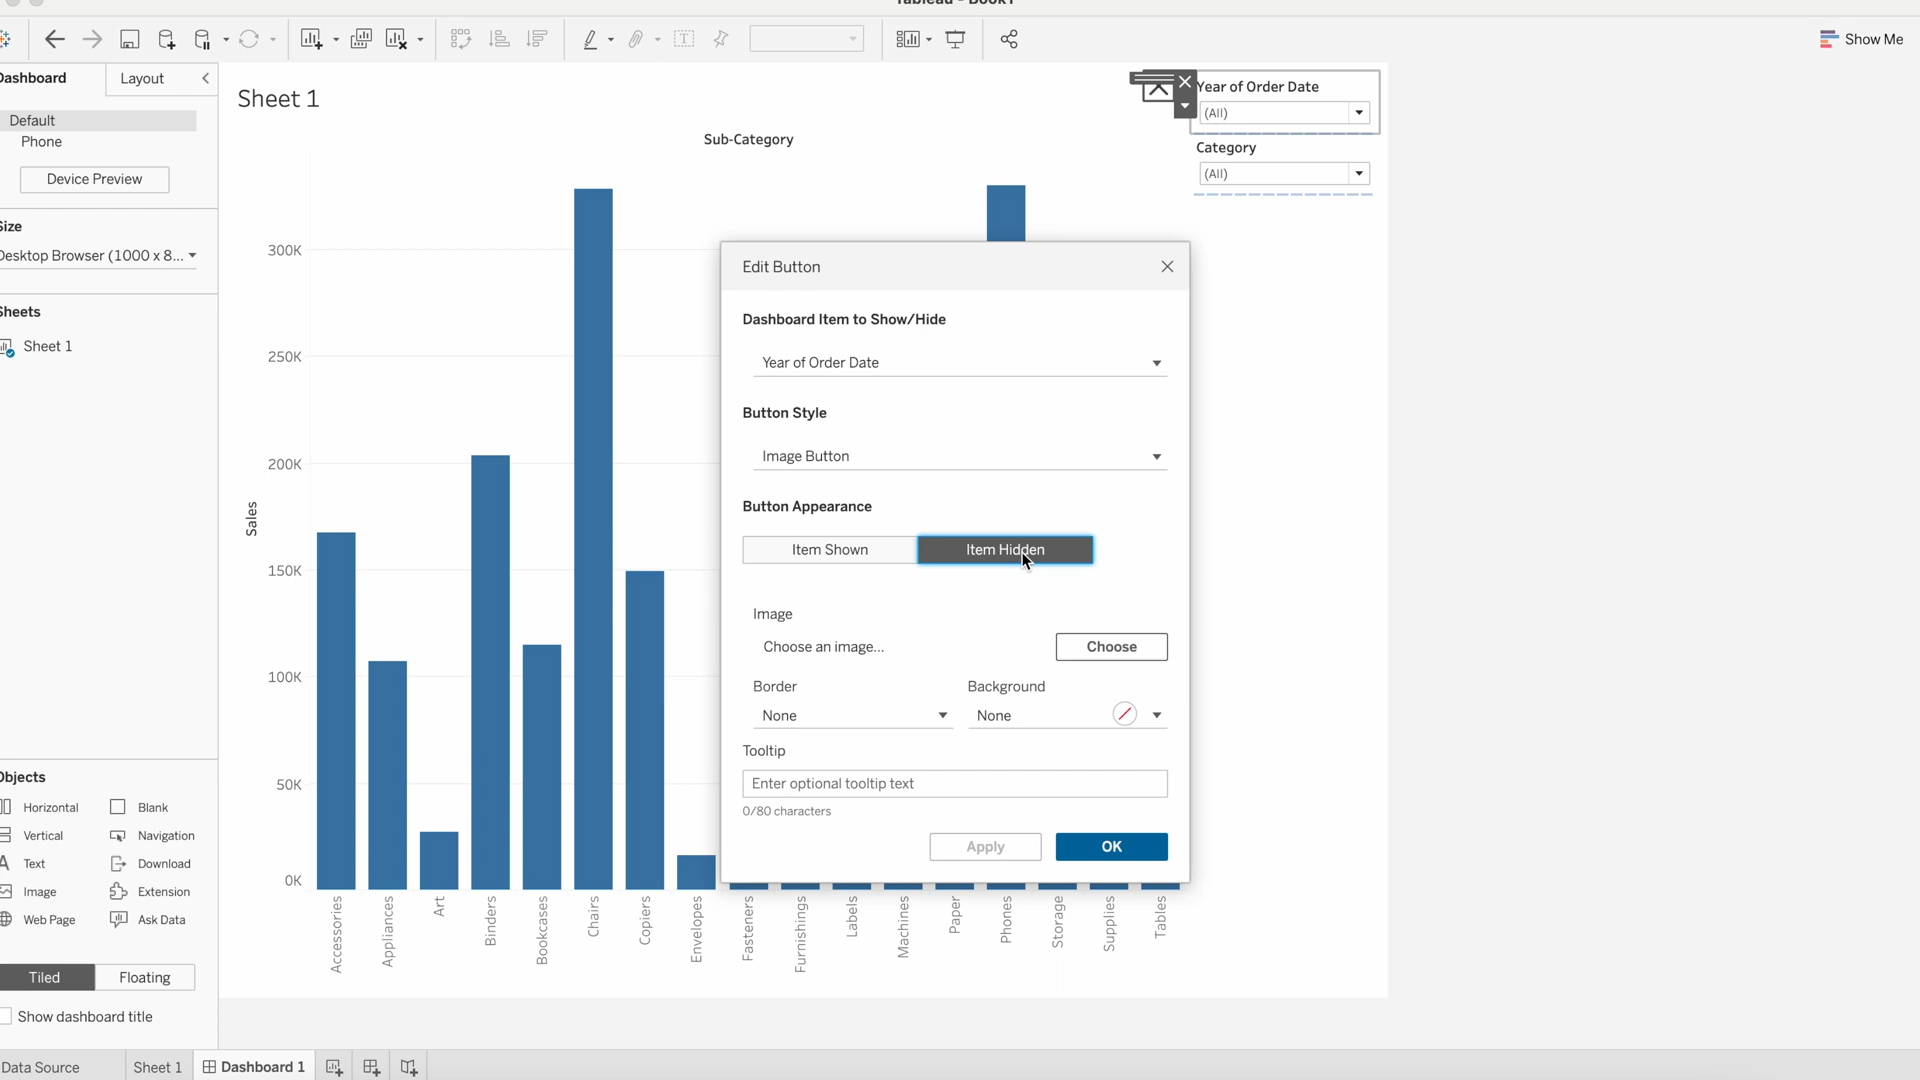 Tableau - Book1
Show Me
Dashboard
Layout
Default
Phone
Device Preview
Size
Desktop Browser (1000 x 8...
Sheets
Sheet 1
Objects
Horizontal
Blank
Vertical
Navigation
Text
Download
Image
Extension
Web Page
Ask Data
Tiled
Floating
Show dashboard title
Sheet 1
Sub-Category
Year of Order Date
(All)
Category
(All)
Sales
300K
250K
200K
150K
100K
50K
0K
Accessories
Appliances
Art
Binders
Bookcases
Chairs
Copiers
Envelopes
Fasteners
Furnishings
Labels
Machines
Paper
Phones
Storage
Supplies
Tables
Edit Button
Dashboard Item to Show/Hide
Year of Order Date
Button Style
Image Button
Button Appearance
Item Shown
Item Hidden
Image
Choose an image...
Choose
Border
Background
None
None
Tooltip
Enter optional tooltip text
0/80 characters
Apply
OK
Data Source
Sheet 1
Dashboard 1